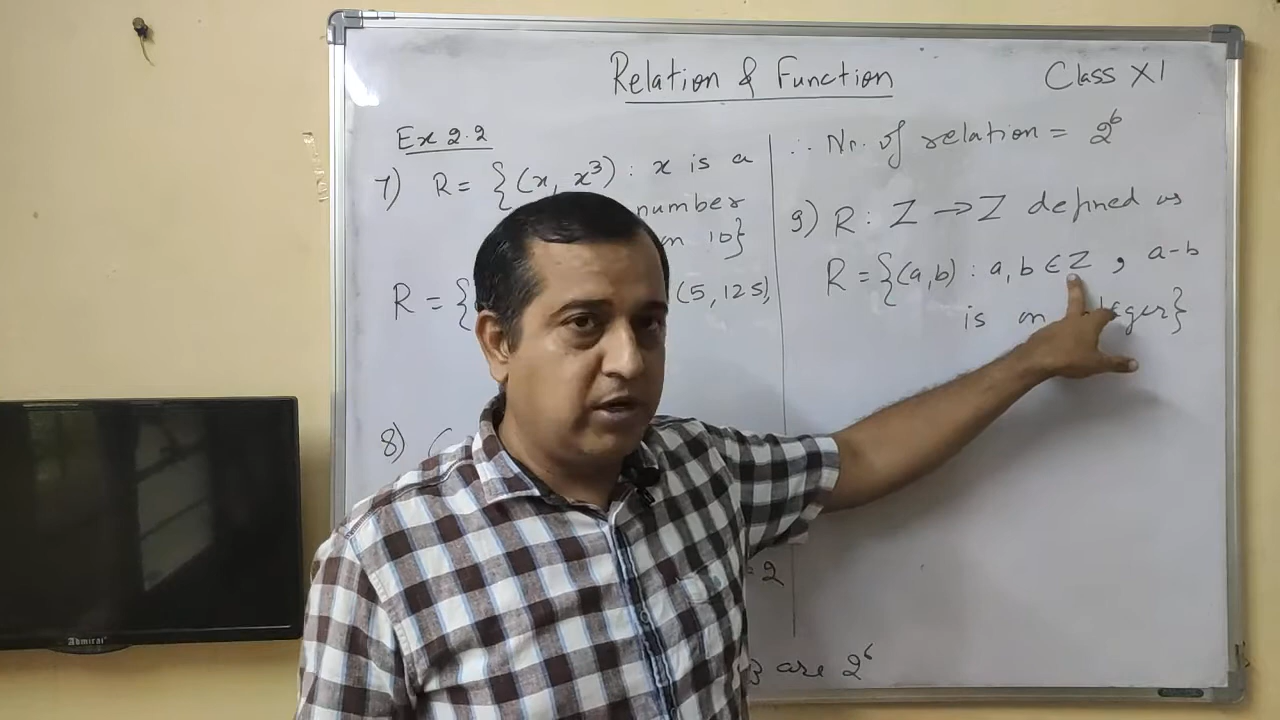 Relation & Function
Class XI
Ex 2.2
7) R = {(x, x³) : x is a
number
10}
R = {
(5, 125),
8)
2
are 2⁶
∴ Nr. of relation = 2⁶
9) R : Z → Z defined as
R = {(a,b) : a, b ∈ Z , a-b
is an
}
Admiral